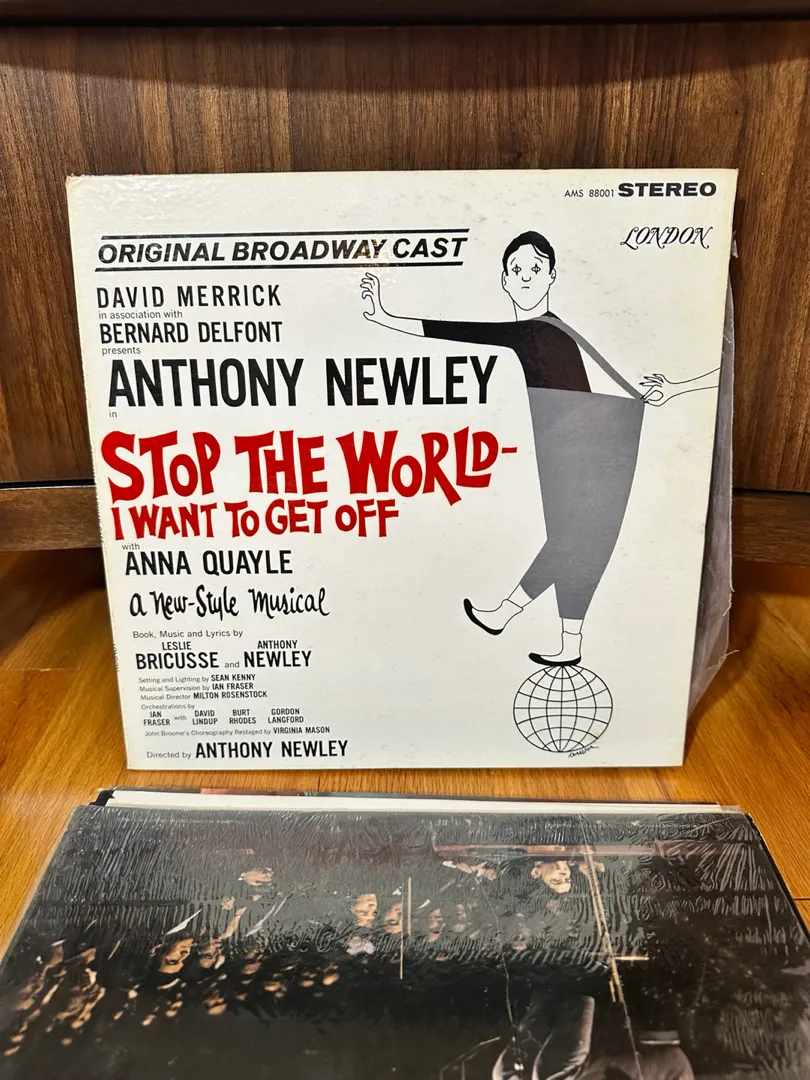 AMS 88001 STEREO
LONDON
ORIGINAL BROADWAY CAST
DAVID MERRICK
in association with
BERNARD DELFONT
presents
ANTHONY NEWLEY
in
STOP THE WORLD-
I WANT TO GET OFF
with
ANNA QUAYLE
a New-Style Musical
Book, Music and Lyrics by
LESLIE BRICUSSE and ANTHONY NEWLEY
Setting and Lighting by SEAN KENNY
Musical Supervision by IAN FRASER
Musical Director MILTON ROSENSTOCK
Orchestrations by
IAN FRASER with DAVID LINDUP BURT RHODES GORDON LANGFORD
John Broome's Choreography Restaged by VIRGINIA MASON
Directed by ANTHONY NEWLEY